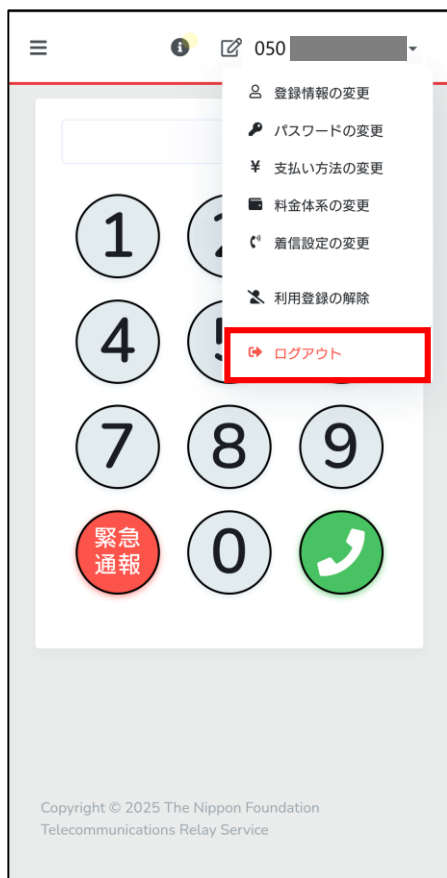 050
登録情報の変更
パスワードの変更
¥ 支払い方法の変更
料金体系の変更
着信設定の変更
利用登録の解除
ログアウト
1
4
7 8 9
緊急
通報
0
Copyright © 2025 The Nippon Foundation
Telecommunications Relay Service